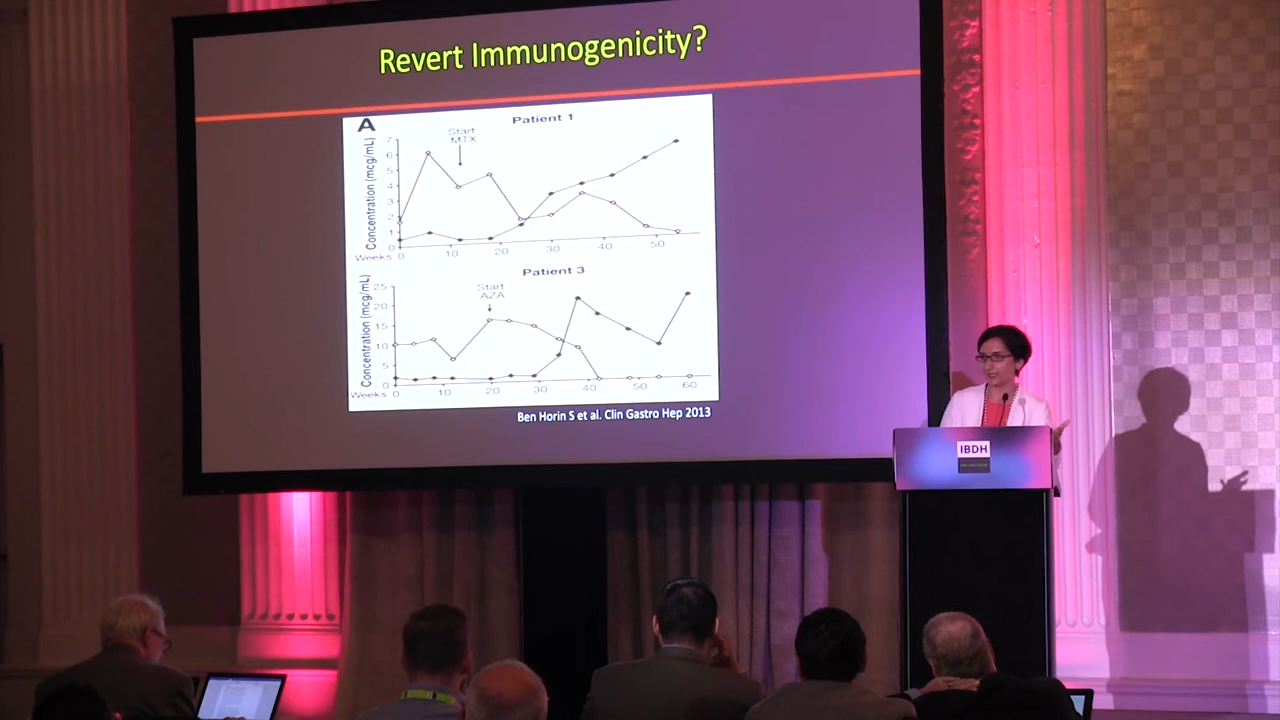 Revert Immunogenicity?
A
Patient 1
Start
MTX
Concentration (mcg/mL)
7
6
5
4
3
2
1
0
Weeks 0 10 20 30 40 50
Patient 3
Start
AZA
Concentration (mcg/mL)
25
20
15
10
5
0
Weeks 0 10 20 30 40 50 60
Ben Horin S et al. Clin Gastro Hep 2013
IBDH